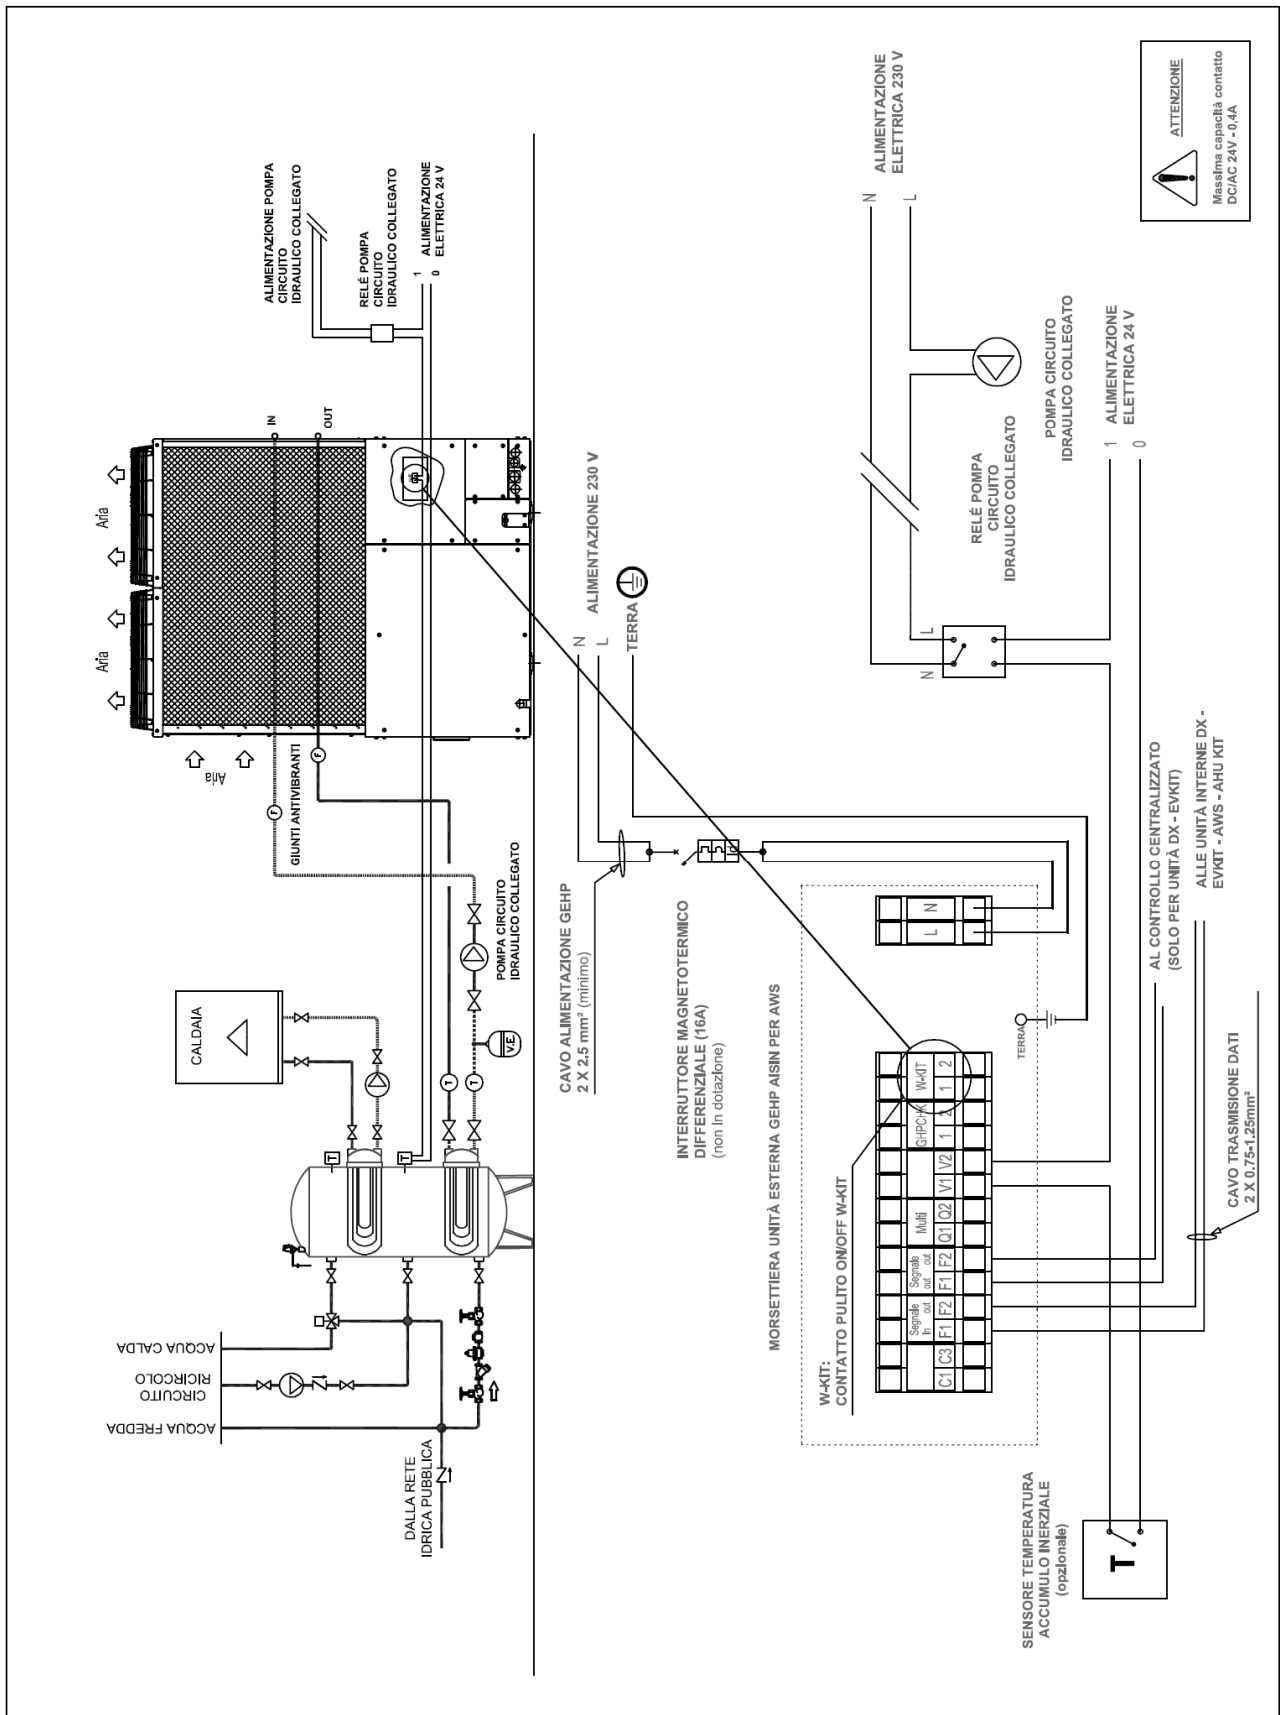 ALIMENTAZIONE POMPA
CIRCUITO
IDRAULICO COLLEGATO
RELÉ POMPA
CIRCUITO
IDRAULICO COLLEGATO
1
0
ALIMENTAZIONE
ELETTRICA 24 V
IN
OUT
Aria
Aria
Aria
GIUNTI ANTIVIBRANTI
F
F
CALDAIA
POMPA CIRCUITO
IDRAULICO COLLEGATO
V.E.
T
T
T
T
ACQUA CALDA
CIRCUITO
RICIRCOLO
ACQUA FREDDA
DALLA RETE
IDRICA PUBBLICA
ALIMENTAZIONE
ELETTRICA 230 V
N
L
ATTENZIONE
Massima capacità contatto
DC/AC 24V - 0,4A
POMPA CIRCUITO
IDRAULICO COLLEGATO
RELÉ POMPA
CIRCUITO
IDRAULICO COLLEGATO
1
0
ALIMENTAZIONE
ELETTRICA 24 V
N
L
ALIMENTAZIONE 230 V
N
L
TERRA
CAVO ALIMENTAZIONE GEHP
2 X 2.5 mm² (minimo)
INTERRUTTORE MAGNETOTERMICO
DIFFERENZIALE (16A)
(non in dotazione)
MORSETTIERA UNITÀ ESTERNA GEHP AISIN PER AWS
L N
TERRA
W-KIT:
CONTATTO PULITO ON/OFF W-KIT
Segnale
in out
Segnale
out out
Multi
GHPCHK
W-KIT
C1 C3 F1 F2 F1 F2 Q1 Q2 V1 V2 1 2 1 2
AL CONTROLLO CENTRALIZZATO
(SOLO PER UNITÀ DX - EVKIT)
ALLE UNITÀ INTERNE DX -
EVKIT - AWS - AHU KIT
CAVO TRASMISIONE DATI
2 X 0.75-1.25mm²
SENSORE TEMPERATURA
ACCUMULO INERZIALE
(opzionale)
T